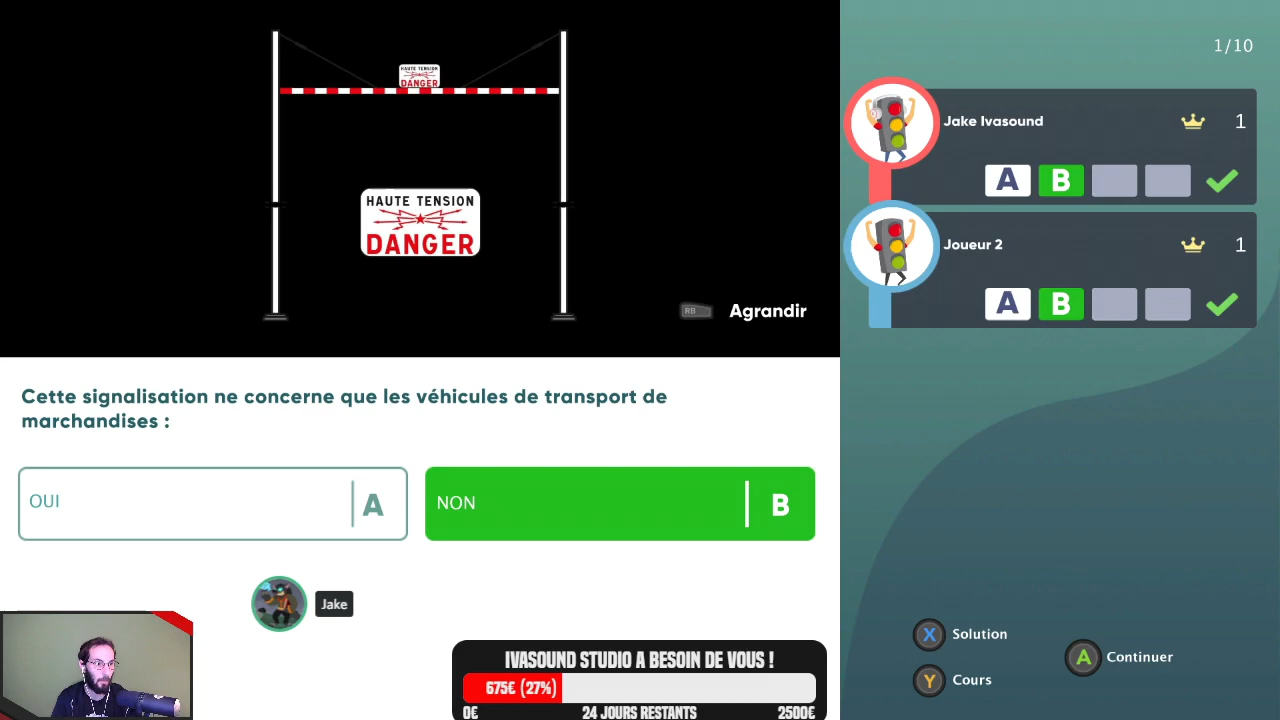 HAUTE TENSION
DANGER
HAUTE TENSION
DANGER
RB
Agrandir
Cette signalisation ne concerne que les véhicules de transport de
marchandises :
OUI
A
NON
B
Jake
IVASOUND STUDIO A BESOIN DE VOUS !
675€ (27%)
0€
24 JOURS RESTANTS
2500€
1/10
Jake Ivasound
1
A
B
Joueur 2
1
A
B
X
Solution
Y
Cours
A
Continuer